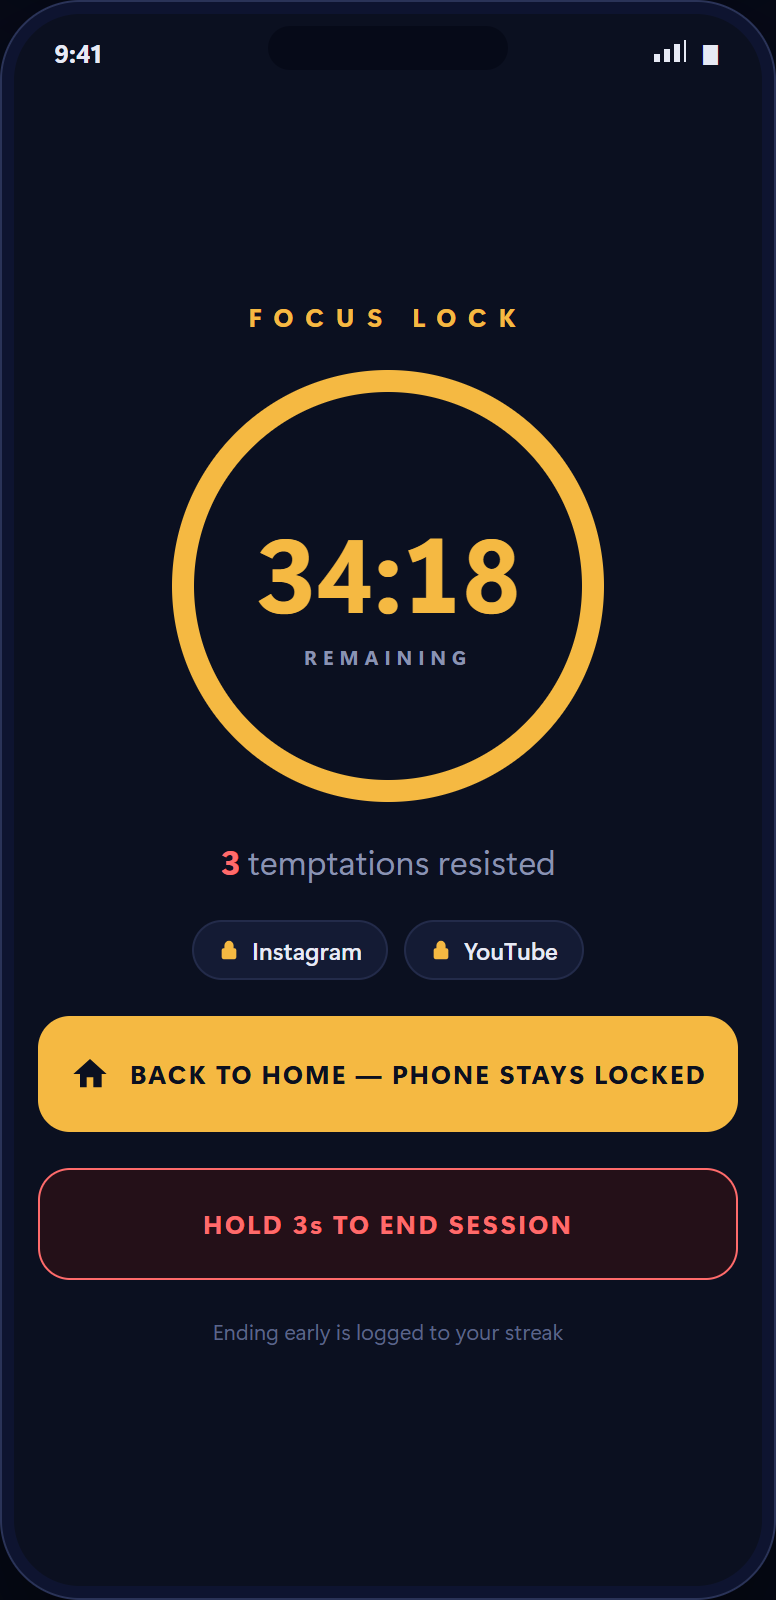 9:41
FOCUS LOCK
34:18
REMAINING
3 temptations resisted
Instagram
YouTube
BACK TO HOME — PHONE STAYS LOCKED
HOLD 3s TO END SESSION
Ending early is logged to your streak